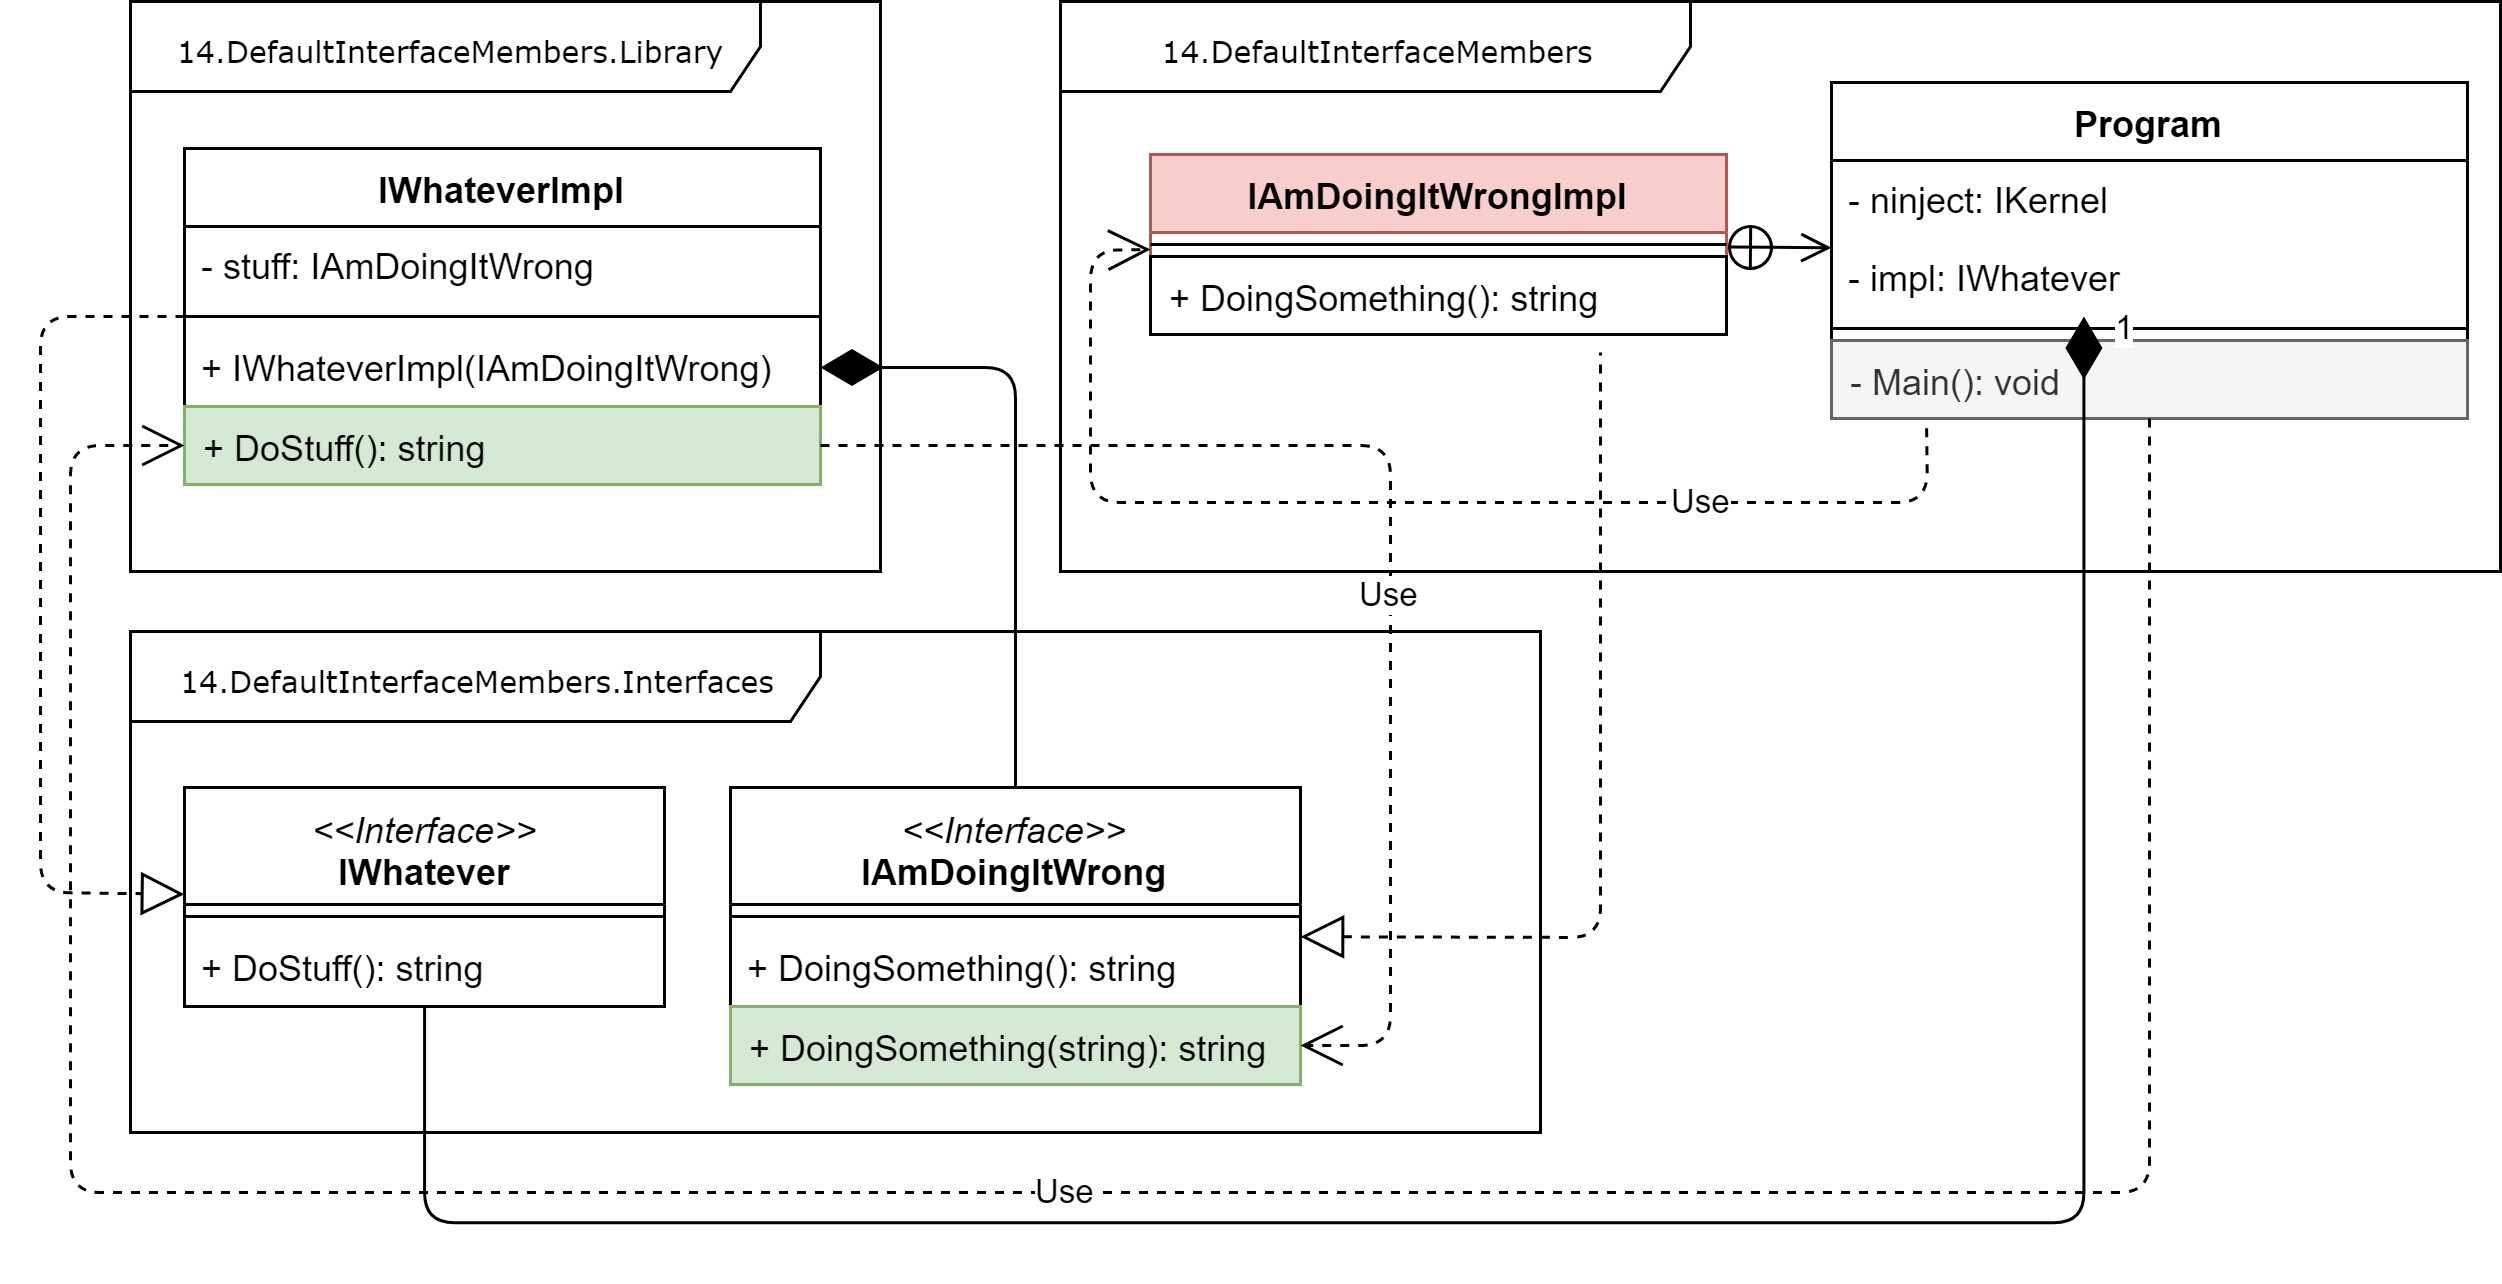 14.DefaultInterfaceMembers.Library
IWhateverImpl
- stuff: IAmDoingItWrong
+ IWhateverImpl(IAmDoingItWrong)
+ DoStuff(): string
14.DefaultInterfaceMembers
IAmDoingItWrongImpl
+ DoingSomething(): string
Program
- ninject: IKernel
- impl: IWhatever
1
- Main(): void
Use
Use
14.DefaultInterfaceMembers.Interfaces
<<Interface>>
IWhatever
+ DoStuff(): string
<<Interface>>
IAmDoingItWrong
+ DoingSomething(): string
+ DoingSomething(string): string
Use